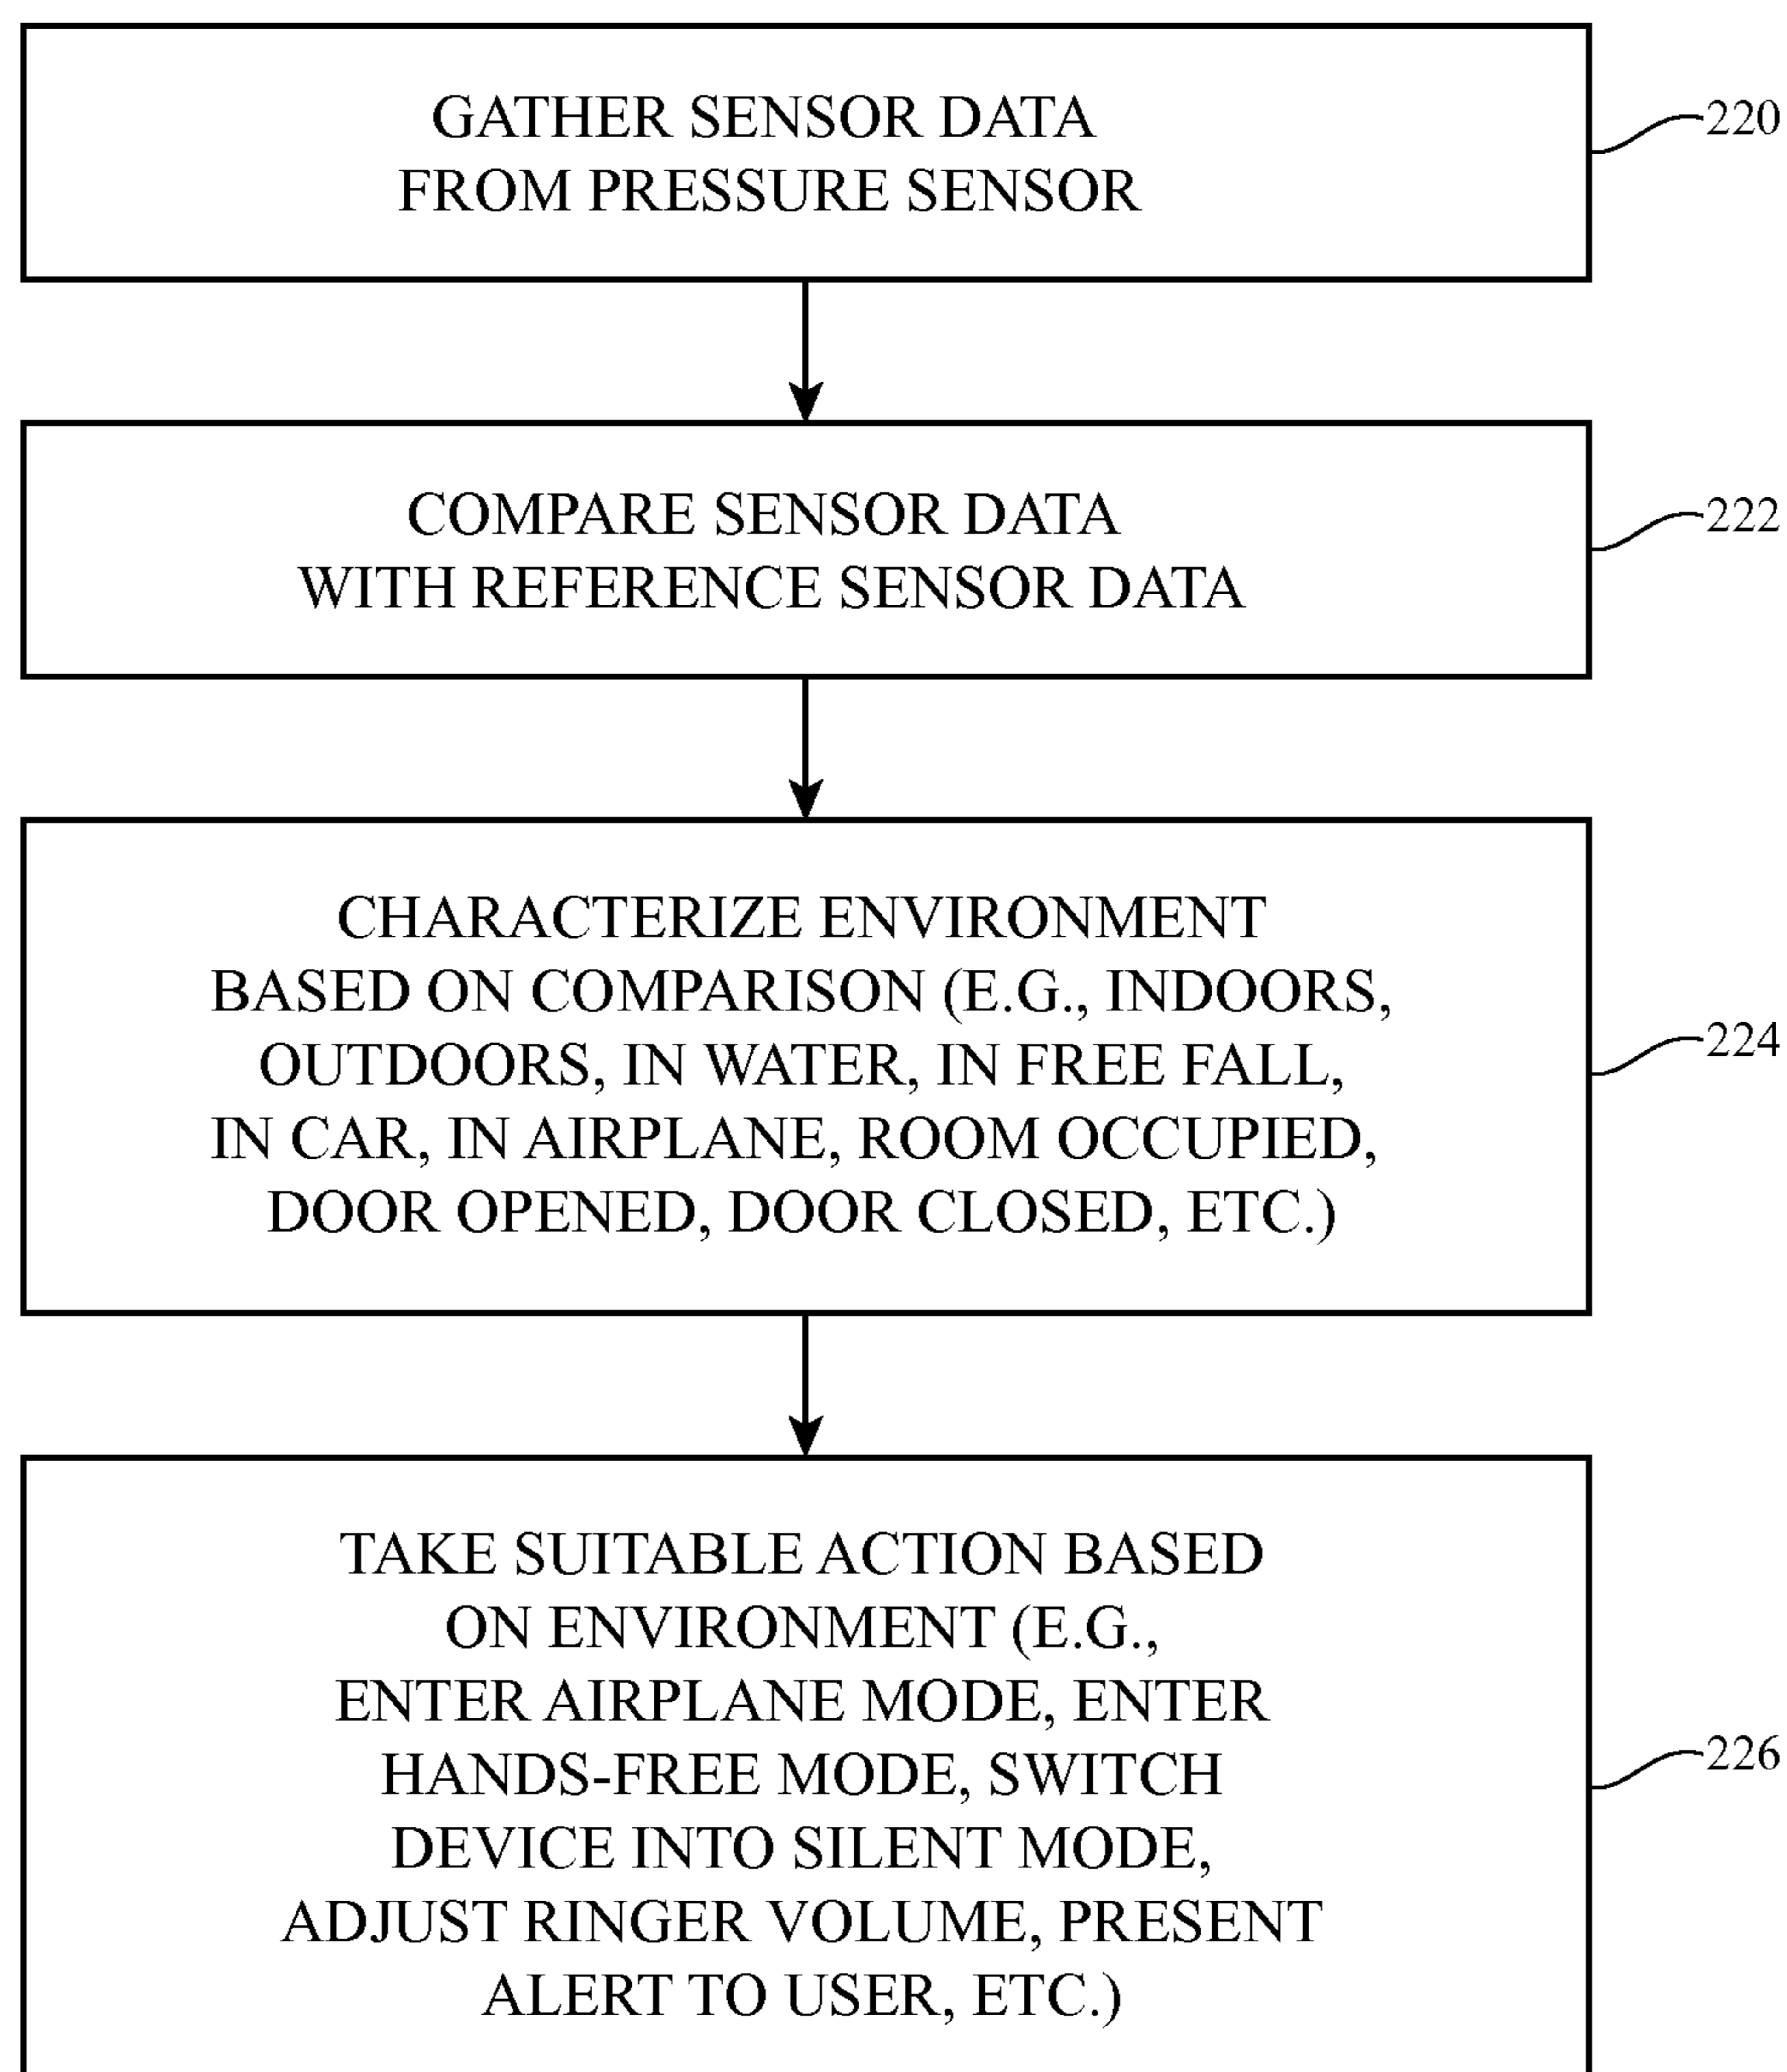 GATHER SENSOR DATA
FROM PRESSURE SENSOR
220
COMPARE SENSOR DATA
WITH REFERENCE SENSOR DATA
222
CHARACTERIZE ENVIRONMENT
BASED ON COMPARISON (E.G., INDOORS,
OUTDOORS, IN WATER, IN FREE FALL,
IN CAR, IN AIRPLANE, ROOM OCCUPIED,
DOOR OPENED, DOOR CLOSED, ETC.)
224
TAKE SUITABLE ACTION BASED
ON ENVIRONMENT (E.G.,
ENTER AIRPLANE MODE, ENTER
HANDS-FREE MODE, SWITCH
DEVICE INTO SILENT MODE,
ADJUST RINGER VOLUME, PRESENT
ALERT TO USER, ETC.)
226